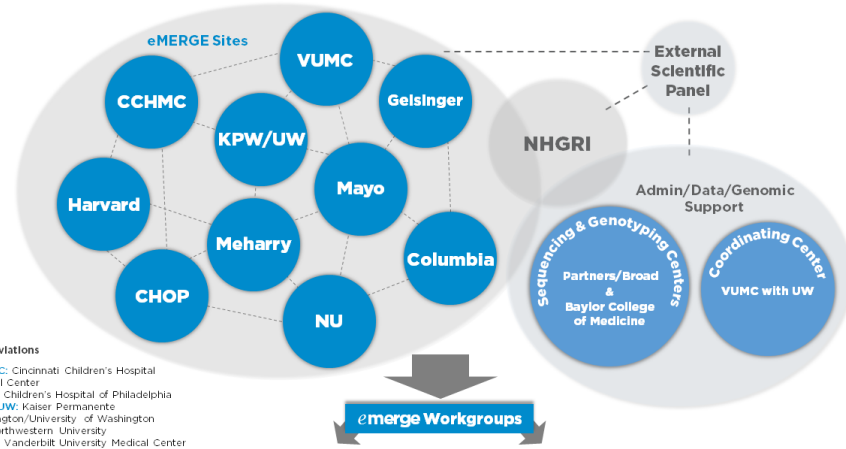 eMERGE Sites
VUMC
CCHMC
Geisinger
KPW/UW
Mayo
Harvard
Meharry
Columbia
CHOP
NU
External
Scientific
Panel
NHGRI
Admin/Data/Genomic
Support
Sequencing & Genotyping Centers
Partners/Broad
&
Baylor College
of Medicine
Coordinating Center
VUMC with UW
emerge Workgroups
viations
C: Cincinnati Children's Hospital
l Center
Children's Hospital of Philadelphia
UW: Kaiser Permanente
ngton/University of Washington
orthwestern University
Vanderbilt University Medical Center